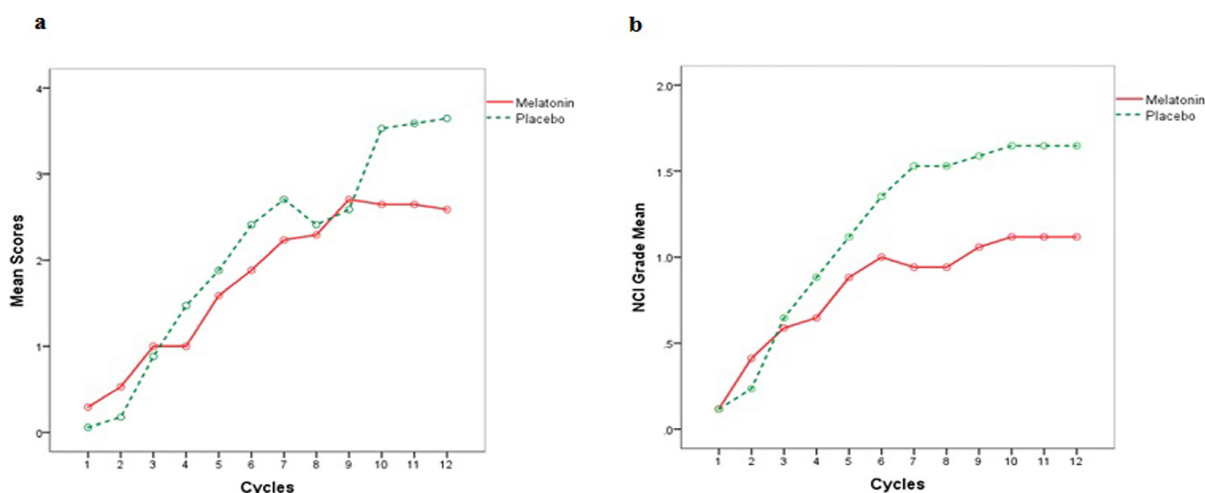 a
Mean Scores
4
3
2
1
0
1 2 3 4 5 6 7 8 9 10 11 12
Cycles
Melatonin
Placebo
b
NCI Grade Mean
2.0
1.5
1.0
.5
.0
1 2 3 4 5 6 7 8 9 10 11 12
Cycles
Melatonin
Placebo